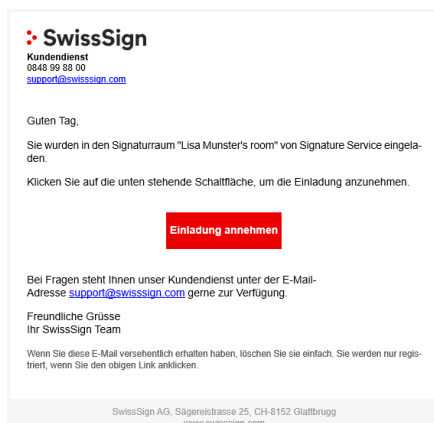 SwissSign
Kundendienst
0848 99 88 00
support@swisssign.com
Guten Tag,
Sie wurden in den Signaturraum "Lisa Munster's room" von Signature Service eingela-
den.
Klicken Sie auf die unten stehende Schaltfläche, um die Einladung anzunehmen.
Einladung annehmen
Bei Fragen steht Ihnen unser Kundendienst unter der E-Mail-
Adresse support@swisssign.com gerne zur Verfügung.
Freundliche Grüsse
Ihr SwissSign Team
Wenn Sie diese E-Mail versehentlich erhalten haben, löschen Sie sie einfach. Sie werden nur regis-
triert, wenn Sie den obigen Link anklicken.
SwissSign AG, Sägereistrasse 25, CH-8152 Glattbrugg
www.swisssign.com